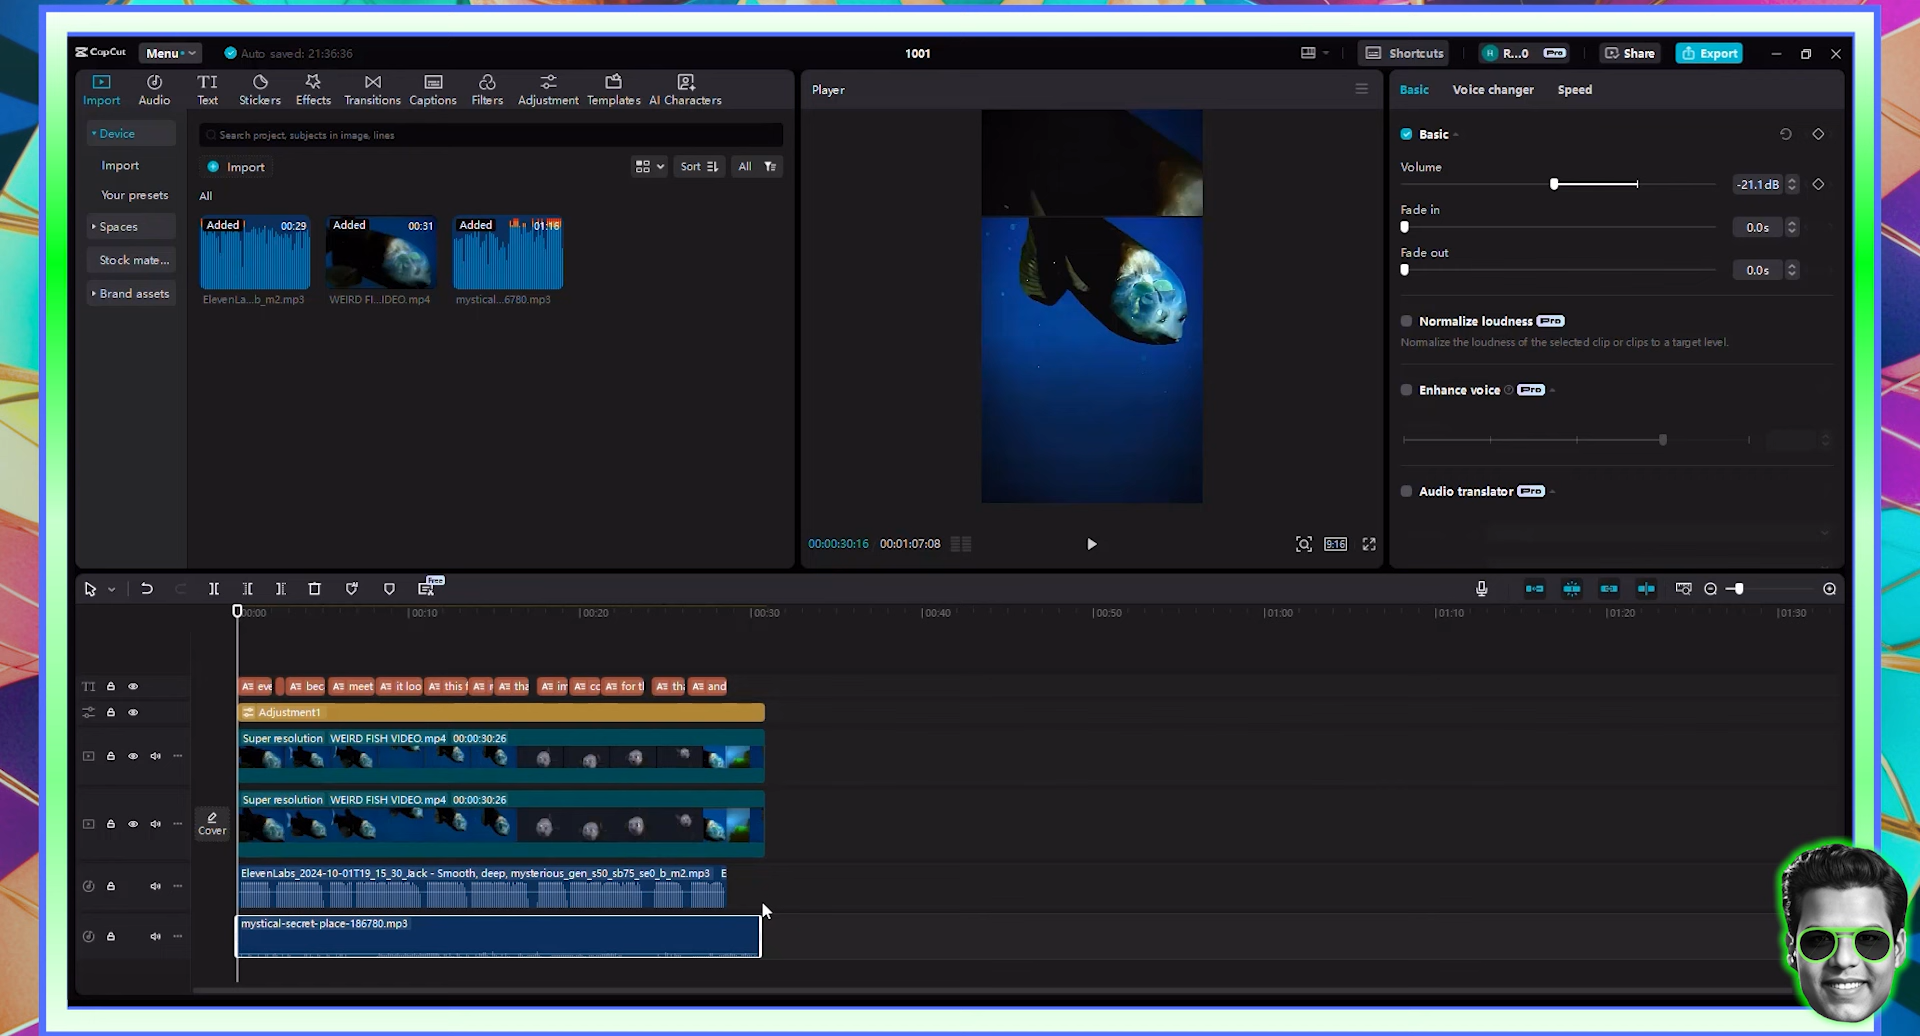 CapCut
Menu
Auto saved: 21:36:36
1001
Shortcuts
R...0
Pro
Share
Export
Import
Audio
Text
Stickers
Effects
Transitions
Captions
Filters
Adjustment
Templates
AI Characters
Device
Import
Your presets
Spaces
Stock mate...
Brand assets
Search project, subjects in image, lines
Import
Sort
All
All
Added 00:29
ElevenLa...b_m2.mp3
Added 00:31
WEIRD FI...IDEO.mp4
Added 01:16
mystical...6780.mp3
Player
00:00:30:16 00:01:07:08
9:16
Basic
Voice changer
Speed
Basic
Volume
-21.1dB
Fade in
0.0s
Fade out
0.0s
Normalize loudness Pro
Normalize the loudness of the selected clip or clips to a target level.
Enhance voice Pro
Audio translator Pro
Free
00:00 00:10 00:20 00:30 00:40 00:50 01:00 01:10 01:20 01:30
eve bec meet it loo this f tha im cc for tl tha and
Adjustment1
Super resolution WEIRD FISH VIDEO.mp4 00:00:30:26
Super resolution WEIRD FISH VIDEO.mp4 00:00:30:26
Cover
ElevenLabs_2024-10-01T19_15_30_Jack - Smooth, deep, mysterious_gen_s50_sb75_se0_b_m2.mp3 E
mystical-secret-place-186780.mp3